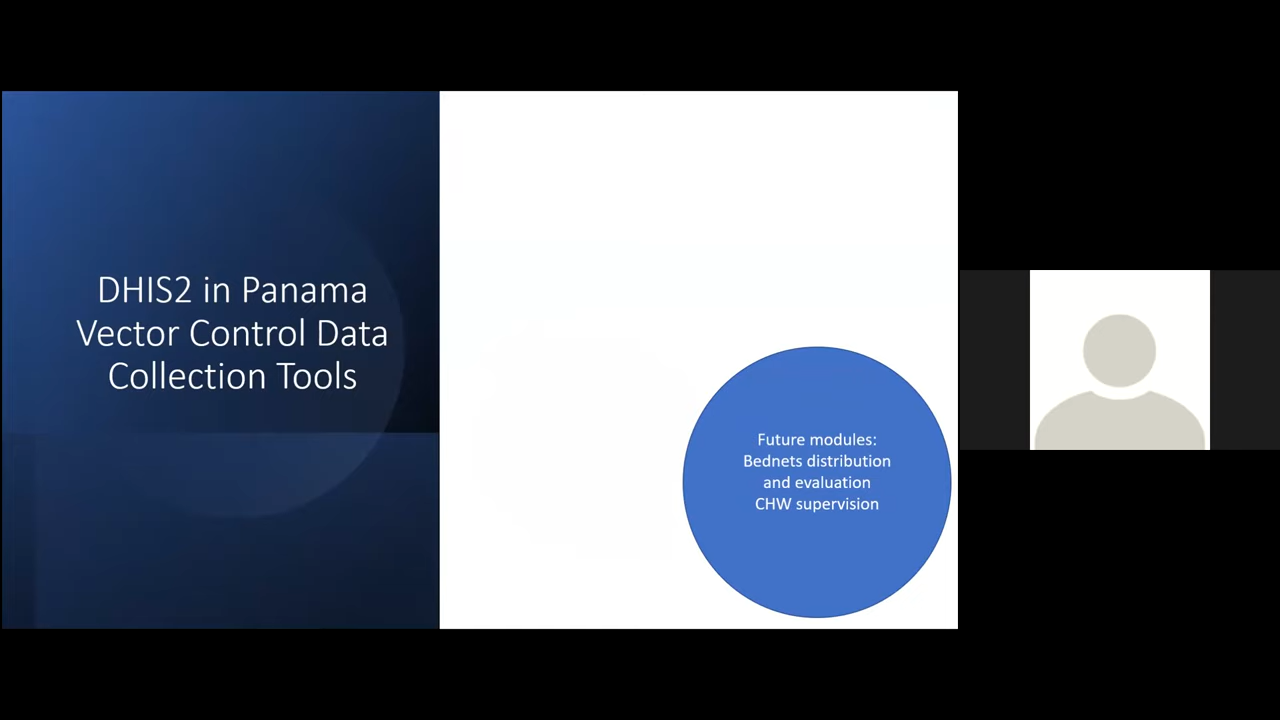 DHIS2 in Panama
Vector Control Data
Collection Tools
Future modules:
Bednets distribution
and evaluation
CHW supervision